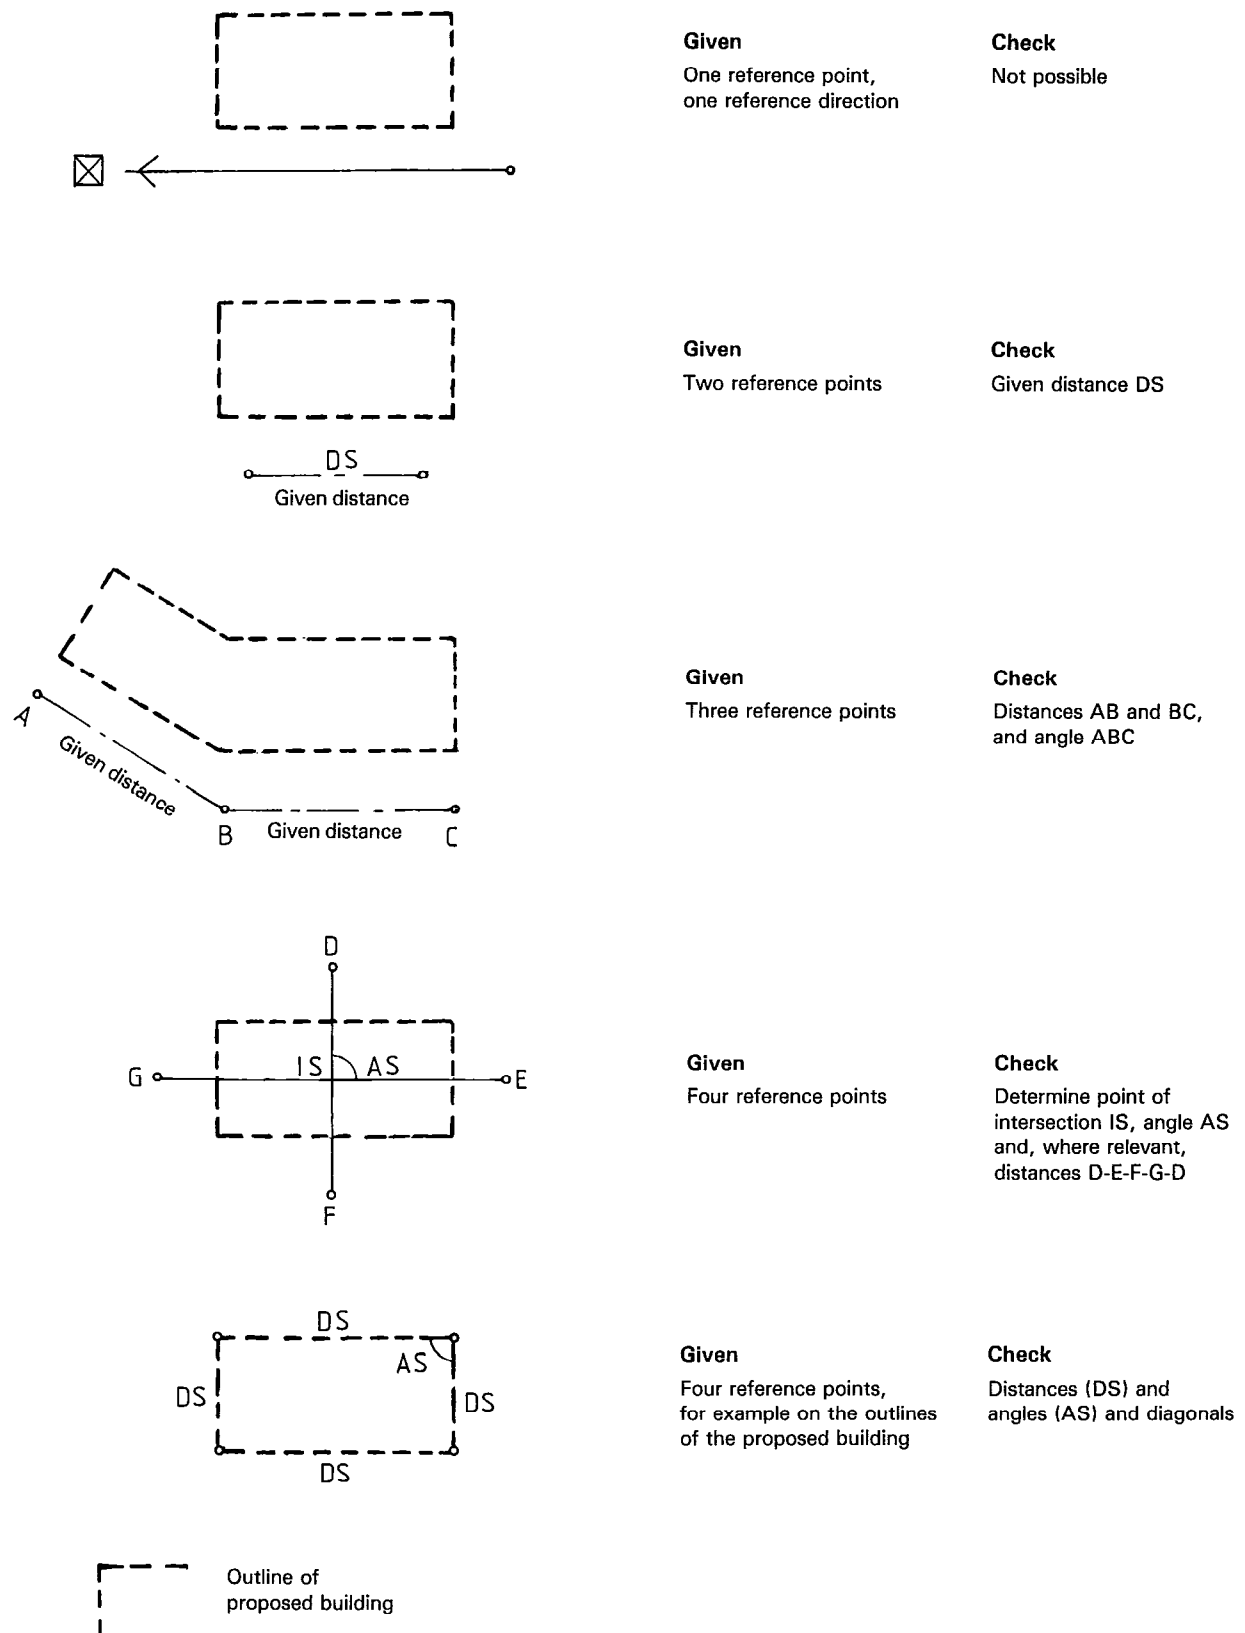 Given
One reference point,
one reference direction
Check
Not possible
Given
Two reference points
Check
Given distance DS
DS
Given distance
Given
Three reference points
Check
Distances AB and BC,
and angle ABC
A
Given distance
B
Given distance
C
D
IS
AS
G
E
F
Given
Four reference points
Check
Determine point of
intersection IS, angle AS
and, where relevant,
distances D-E-F-G-D
DS
AS
DS
DS
DS
Given
Four reference points,
for example on the outlines
of the proposed building
Check
Distances (DS) and
angles (AS) and diagonals
Outline of
proposed building